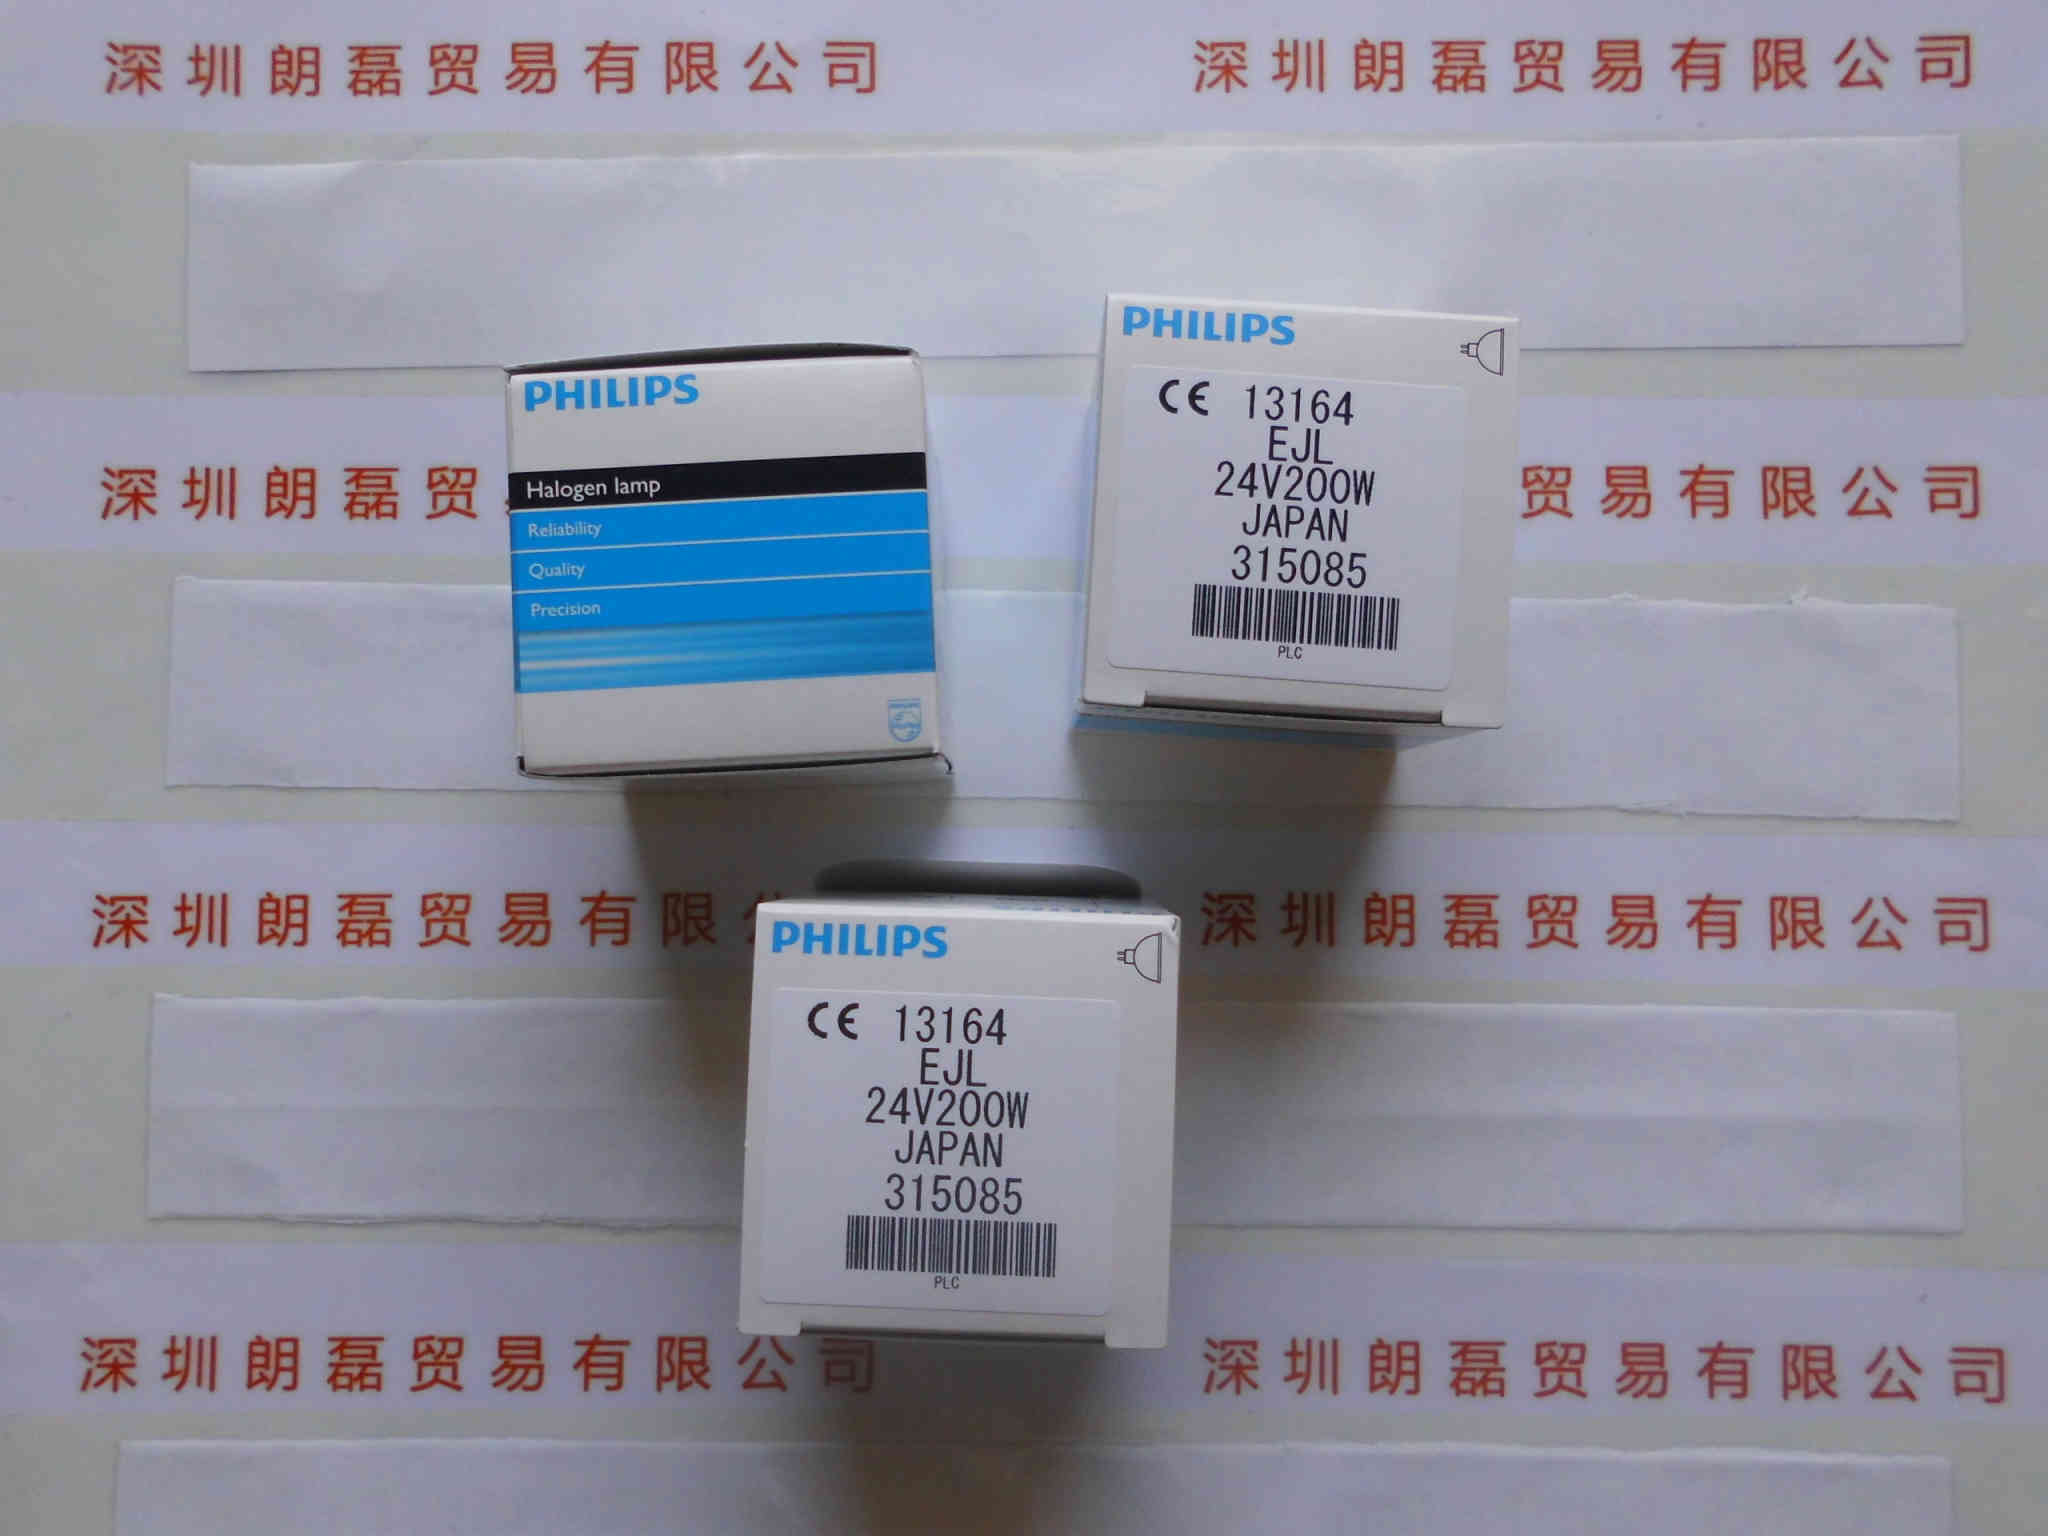 深圳朗磊贸易有限公司
深圳朗磊贸易有限公司
PHILIPS
Halogen lamp
Reliability
Quality
Precision
PHILIPS
PHILIPS
CE 13164
EJL
24V200W
JAPAN
315085
PLC
深圳朗磊贸
贸易有限公司
深圳朗磊贸易有限
深圳朗磊贸易有限公司
PHILIPS
CE 13164
EJL
24V200W
JAPAN
315085
PLC
深圳朗磊贸易有限公司
深圳朗磊贸易有限公司